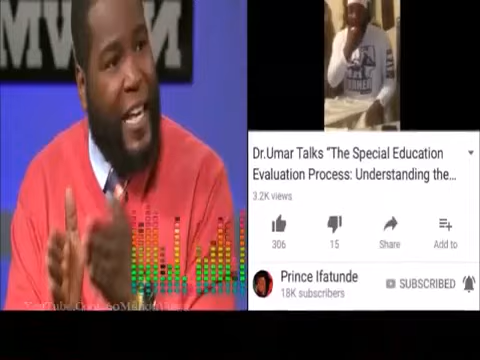 Dr.Umar Talks "The Special Education
Evaluation Process: Understanding the...
3.2K views
306
15
Share
Add to
Prince Ifatunde
18K subscribers
SUBSCRIBED